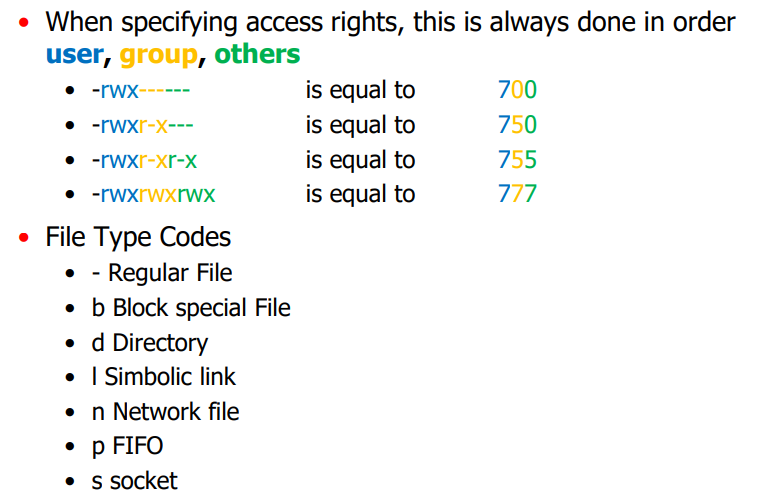 • When specifying access rights, this is always done in order
user, group, others
• -rwx------ is equal to 700
• -rwxr-x--- is equal to 750
• -rwxr-xr-x is equal to 755
• -rwxrwxrwx is equal to 777
• File Type Codes
• - Regular File
• b Block special File
• d Directory
• l Simbolic link
• n Network file
• p FIFO
• s socket